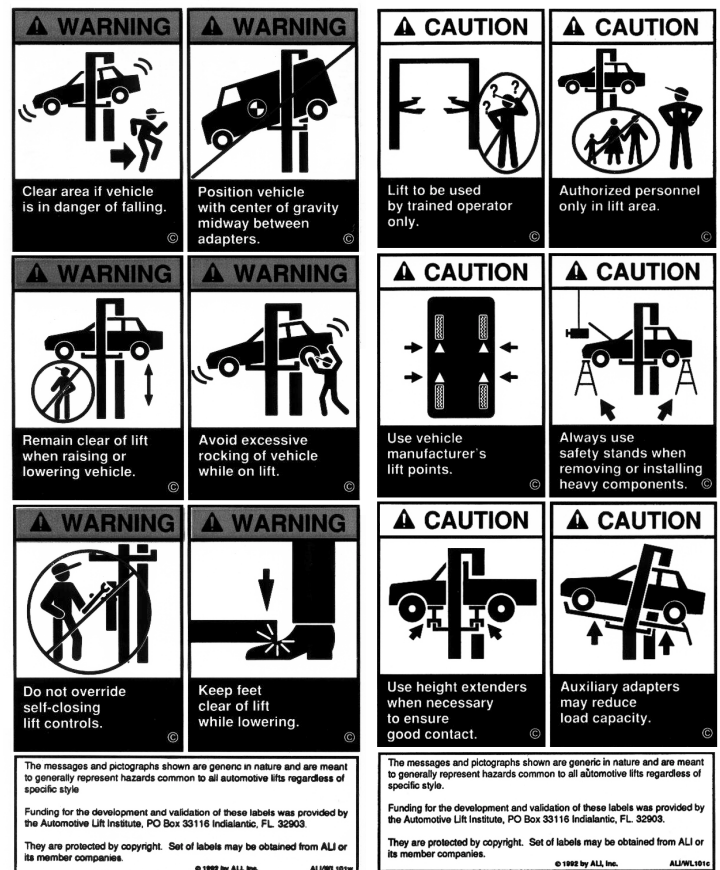 WARNING
Clear area if vehicle
is in danger of falling.
©
WARNING
Position vehicle
with center of gravity
midway between
adapters.
©
WARNING
Remain clear of lift
when raising or
lowering vehicle.
©
WARNING
Avoid excessive
rocking of vehicle
while on lift.
©
WARNING
Do not override
self-closing
lift controls.
©
WARNING
Keep feet
clear of lift
while lowering.
©
The messages and pictographs shown are generic in nature and are meant
to generally represent hazards common to all automotive lifts regardless of
specific style
Funding for the development and validation of these labels was provided by
the Automotive Lift Institute, PO Box 33116 Indialantic, FL. 32903.
They are protected by copyright. Set of labels may be obtained from ALI or
its member companies.
© 1992 by ALI, Inc. ALI/WL101w
CAUTION
? ? ?
Lift to be used
by trained operator
only.
©
CAUTION
Authorized personnel
only in lift area.
©
CAUTION
Use vehicle
manufacturer's
lift points.
©
CAUTION
Always use
safety stands when
removing or installing
heavy components.
©
CAUTION
Use height extenders
when necessary
to ensure
good contact.
©
CAUTION
Auxiliary adapters
may reduce
load capacity.
©
The messages and pictographs shown are generic in nature and are meant
to generally represent hazards common to all automotive lifts regardless of
specific style.
Funding for the development and validation of these labels was provided by
the Automotive Lift Institute, PO Box 33116 Indialantic, FL. 32903.
They are protected by copyright. Set of labels may be obtained from ALI or
its member companies.
© 1992 by ALI, Inc. ALI/WL101c